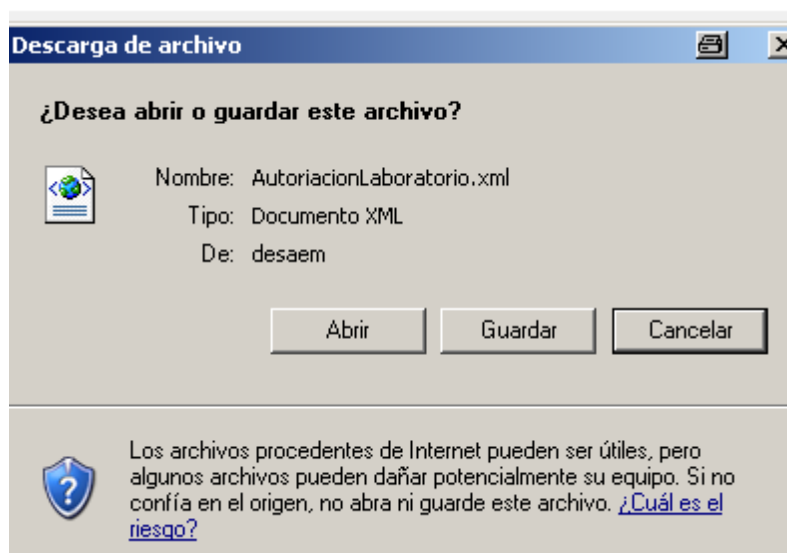 Descarga de archivo
¿Desea abrir o guardar este archivo?
Nombre: AutoriacionLaboratorio.xml
Tipo: Documento XML
De: desaem
Abrir Guardar Cancelar
Los archivos procedentes de Internet pueden ser útiles, pero
algunos archivos pueden dañar potencialmente su equipo. Si no
confía en el origen, no abra ni guarde este archivo. ¿Cuál es el
riesgo?